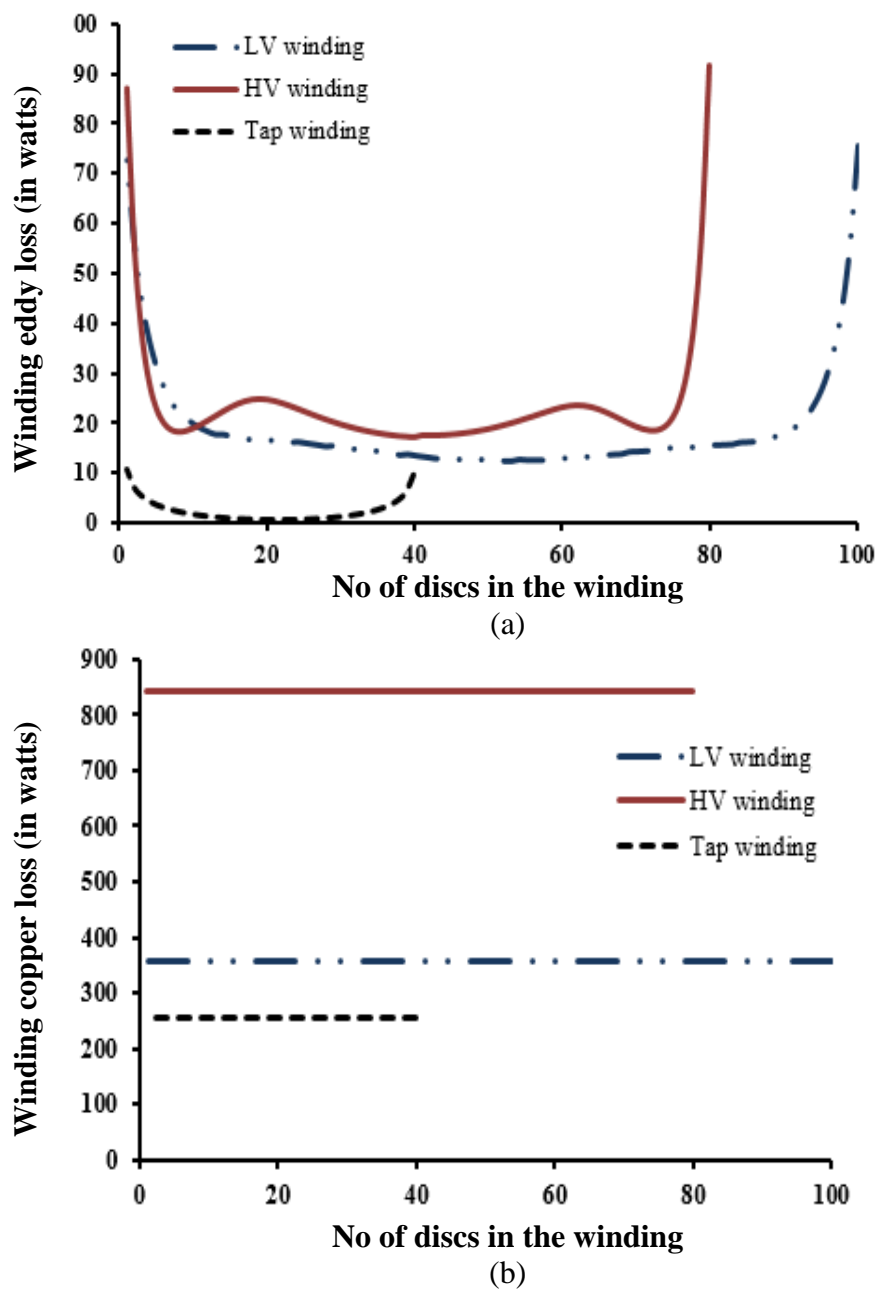 00
90
80
70
60
50
40
30
20
10
0
Winding eddy loss (in watts)
LV winding
HV winding
Tap winding
0 20 40 60 80 100
No of discs in the winding
(a)
900
800
700
600
500
400
300
200
100
0
Winding copper loss (in watts)
LV winding
HV winding
Tap winding
0 20 40 60 80 100
No of discs in the winding
(b)